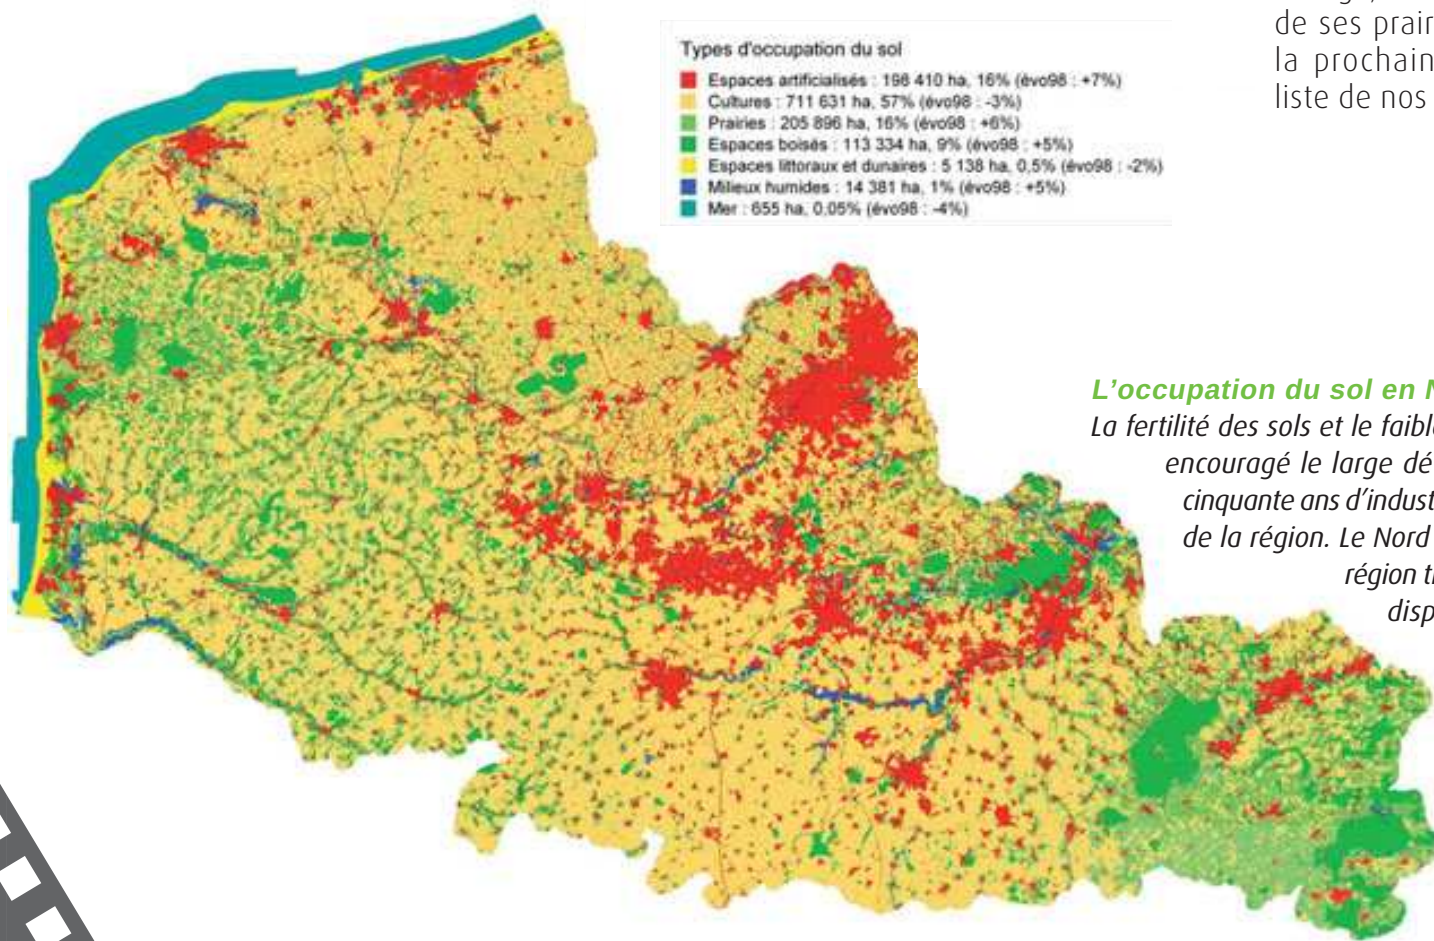 de ses prair
la prochain
liste de nos
Types d'occupation du sol
Espaces artificialisés : 198 410 ha, 16% (évo98 : +7%)
Cultures : 711 631 ha, 57% (évo98 : -3%)
Prairies : 205 896 ha, 16% (évo98 : +6%)
Espaces boisés : 113 334 ha, 9% (évo98 : +5%)
Espaces littoraux et dunaires : 5 138 ha, 0,5% (évo98 : -2%)
Milieux humides : 14 381 ha, 1% (évo98 : +5%)
Mer : 655 ha, 0,05% (évo98 : -4%)
L'occupation du sol en N
La fertilité des sols et le faibl
encouragé le large dé
cinquante ans d'indust
de la région. Le Nord
région t
disp